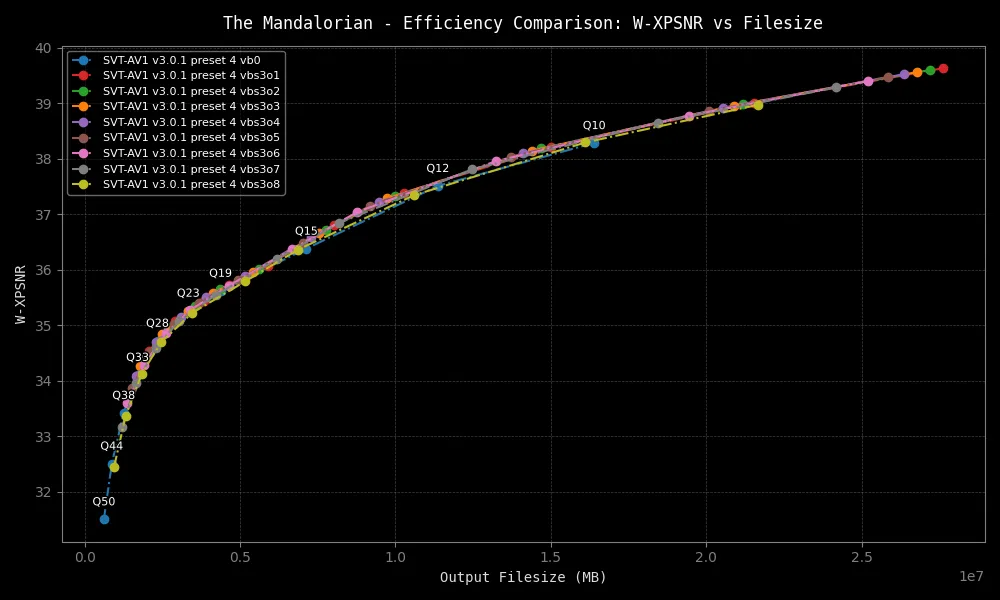 The Mandalorian - Efficiency Comparison: W-XPSNR vs Filesize
40
39
38
37
36
35
34
33
32
W-XPSNR
SVT-AV1 v3.0.1 preset 4 vb0
SVT-AV1 v3.0.1 preset 4 vbs3o1
SVT-AV1 v3.0.1 preset 4 vbs3o2
SVT-AV1 v3.0.1 preset 4 vbs3o3
SVT-AV1 v3.0.1 preset 4 vbs3o4
SVT-AV1 v3.0.1 preset 4 vbs3o5
SVT-AV1 v3.0.1 preset 4 vbs3o6
SVT-AV1 v3.0.1 preset 4 vbs3o7
SVT-AV1 v3.0.1 preset 4 vbs3o8
Q10
Q12
Q15
Q19
Q23
Q28
Q33
Q38
Q44
Q50
0.0 0.5 1.0 1.5 2.0 2.5
1e7
Output Filesize (MB)